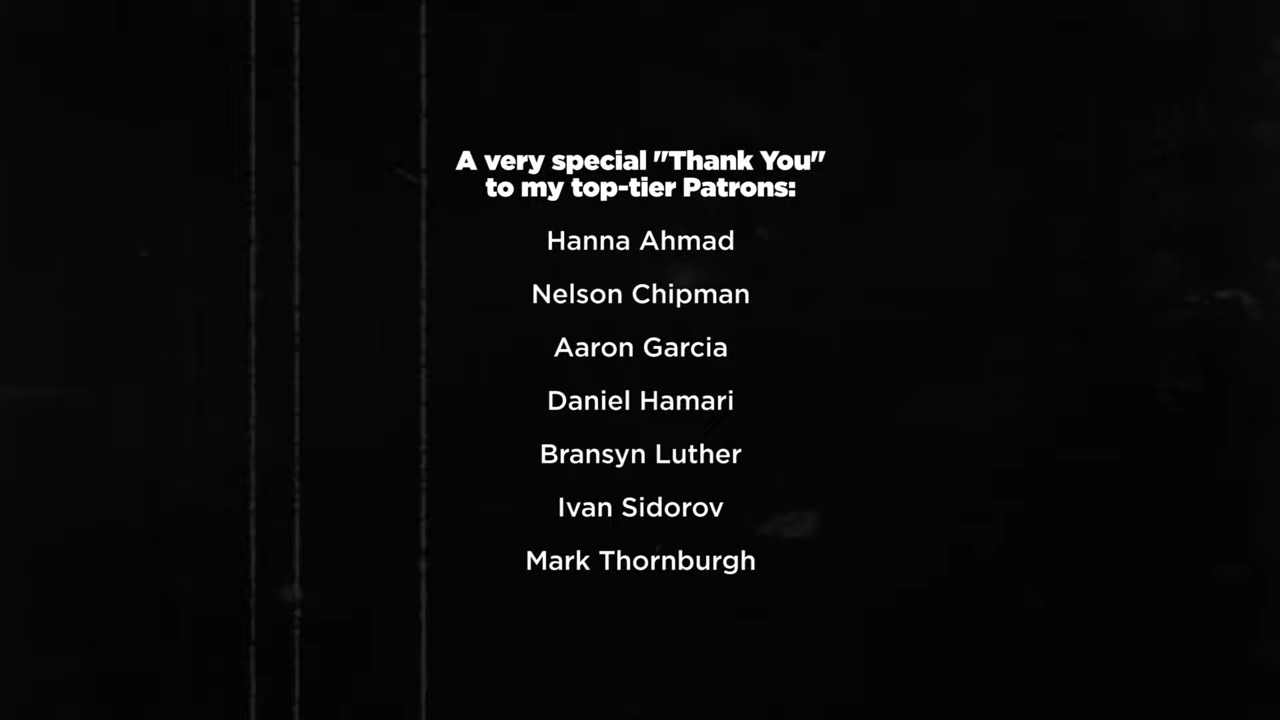 A very special "Thank You"
to my top-tier Patrons:
Hanna Ahmad
Nelson Chipman
Aaron Garcia
Daniel Hamari
Bransyn Luther
Ivan Sidorov
Mark Thornburgh